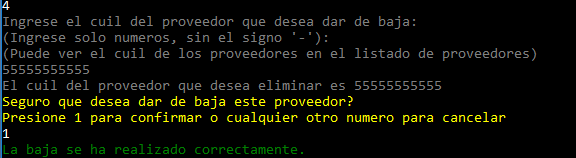 4
Ingrese el cuil del proveedor que desea dar de baja:
(Ingrese solo numeros, sin el signo '-'):
(Puede ver el cuil de los proveedores en el listado de proveedores)
55555555555
El cuil del proveedor que desea eliminar es 55555555555
Seguro que desea dar de baja este proveedor?
Presione 1 para confirmar o cualquier otro numero para cancelar
1
La baja se ha realizado correctamente.